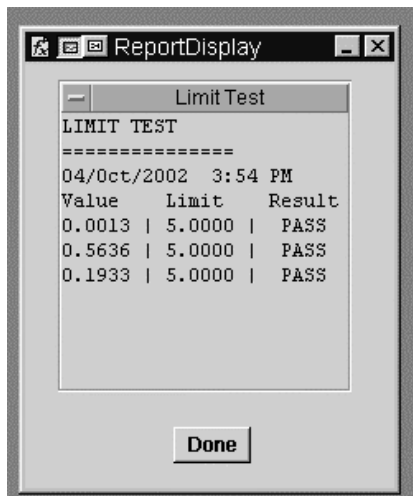 ReportDisplay
Limit Test
LIMIT TEST
===============
04/Oct/2002 3:54 PM
Value Limit Result
0.0013 | 5.0000 | PASS
0.5636 | 5.0000 | PASS
0.1933 | 5.0000 | PASS
Done